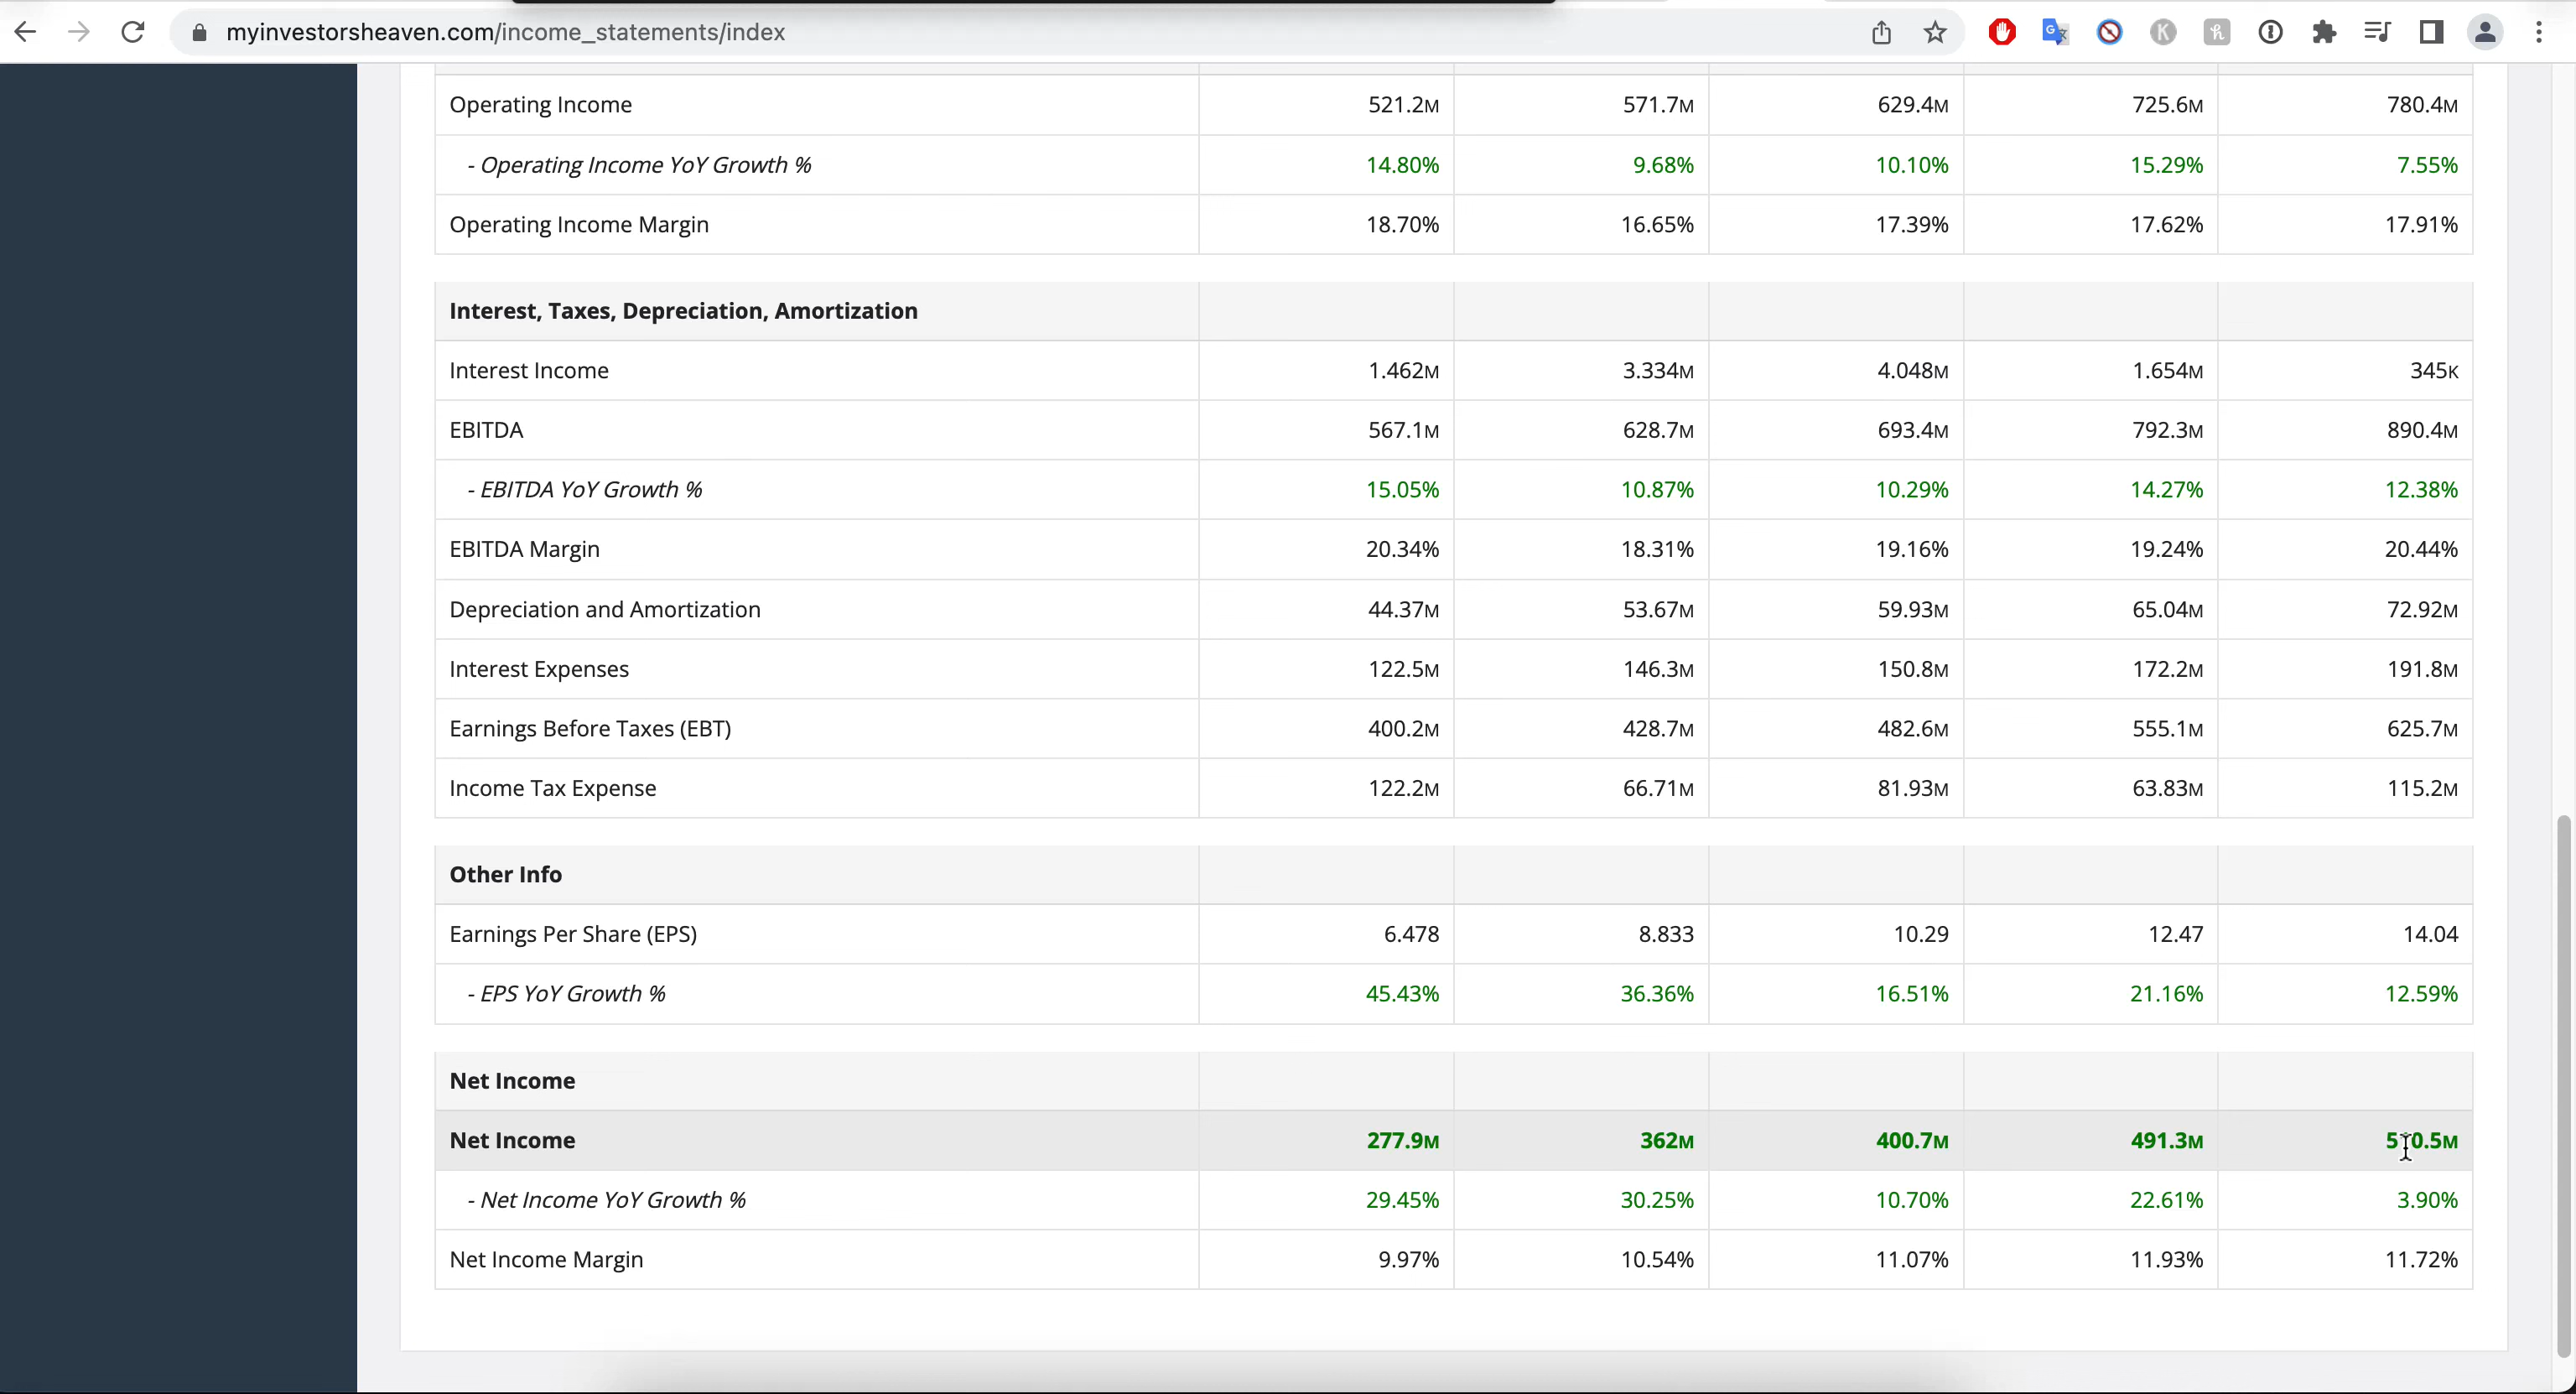 myinvestorsheaven.com/income_statements/index
Operating Income 521.2M 571.7M 629.4M 725.6M 780.4M
- Operating Income YoY Growth % 14.80% 9.68% 10.10% 15.29% 7.55%
Operating Income Margin 18.70% 16.65% 17.39% 17.62% 17.91%
Interest, Taxes, Depreciation, Amortization
Interest Income 1.462M 3.334M 4.048M 1.654M 345K
EBITDA 567.1M 628.7M 693.4M 792.3M 890.4M
- EBITDA YoY Growth % 15.05% 10.87% 10.29% 14.27% 12.38%
EBITDA Margin 20.34% 18.31% 19.16% 19.24% 20.44%
Depreciation and Amortization 44.37M 53.67M 59.93M 65.04M 72.92M
Interest Expenses 122.5M 146.3M 150.8M 172.2M 191.8M
Earnings Before Taxes (EBT) 400.2M 428.7M 482.6M 555.1M 625.7M
Income Tax Expense 122.2M 66.71M 81.93M 63.83M 115.2M
Other Info
Earnings Per Share (EPS) 6.478 8.833 10.29 12.47 14.04
- EPS YoY Growth % 45.43% 36.36% 16.51% 21.16% 12.59%
Net Income
Net Income 277.9M 362M 400.7M 491.3M
- Net Income YoY Growth % 29.45% 30.25% 10.70% 22.61% 3.90%
Net Income Margin 9.97% 10.54% 11.07% 11.93% 11.72%